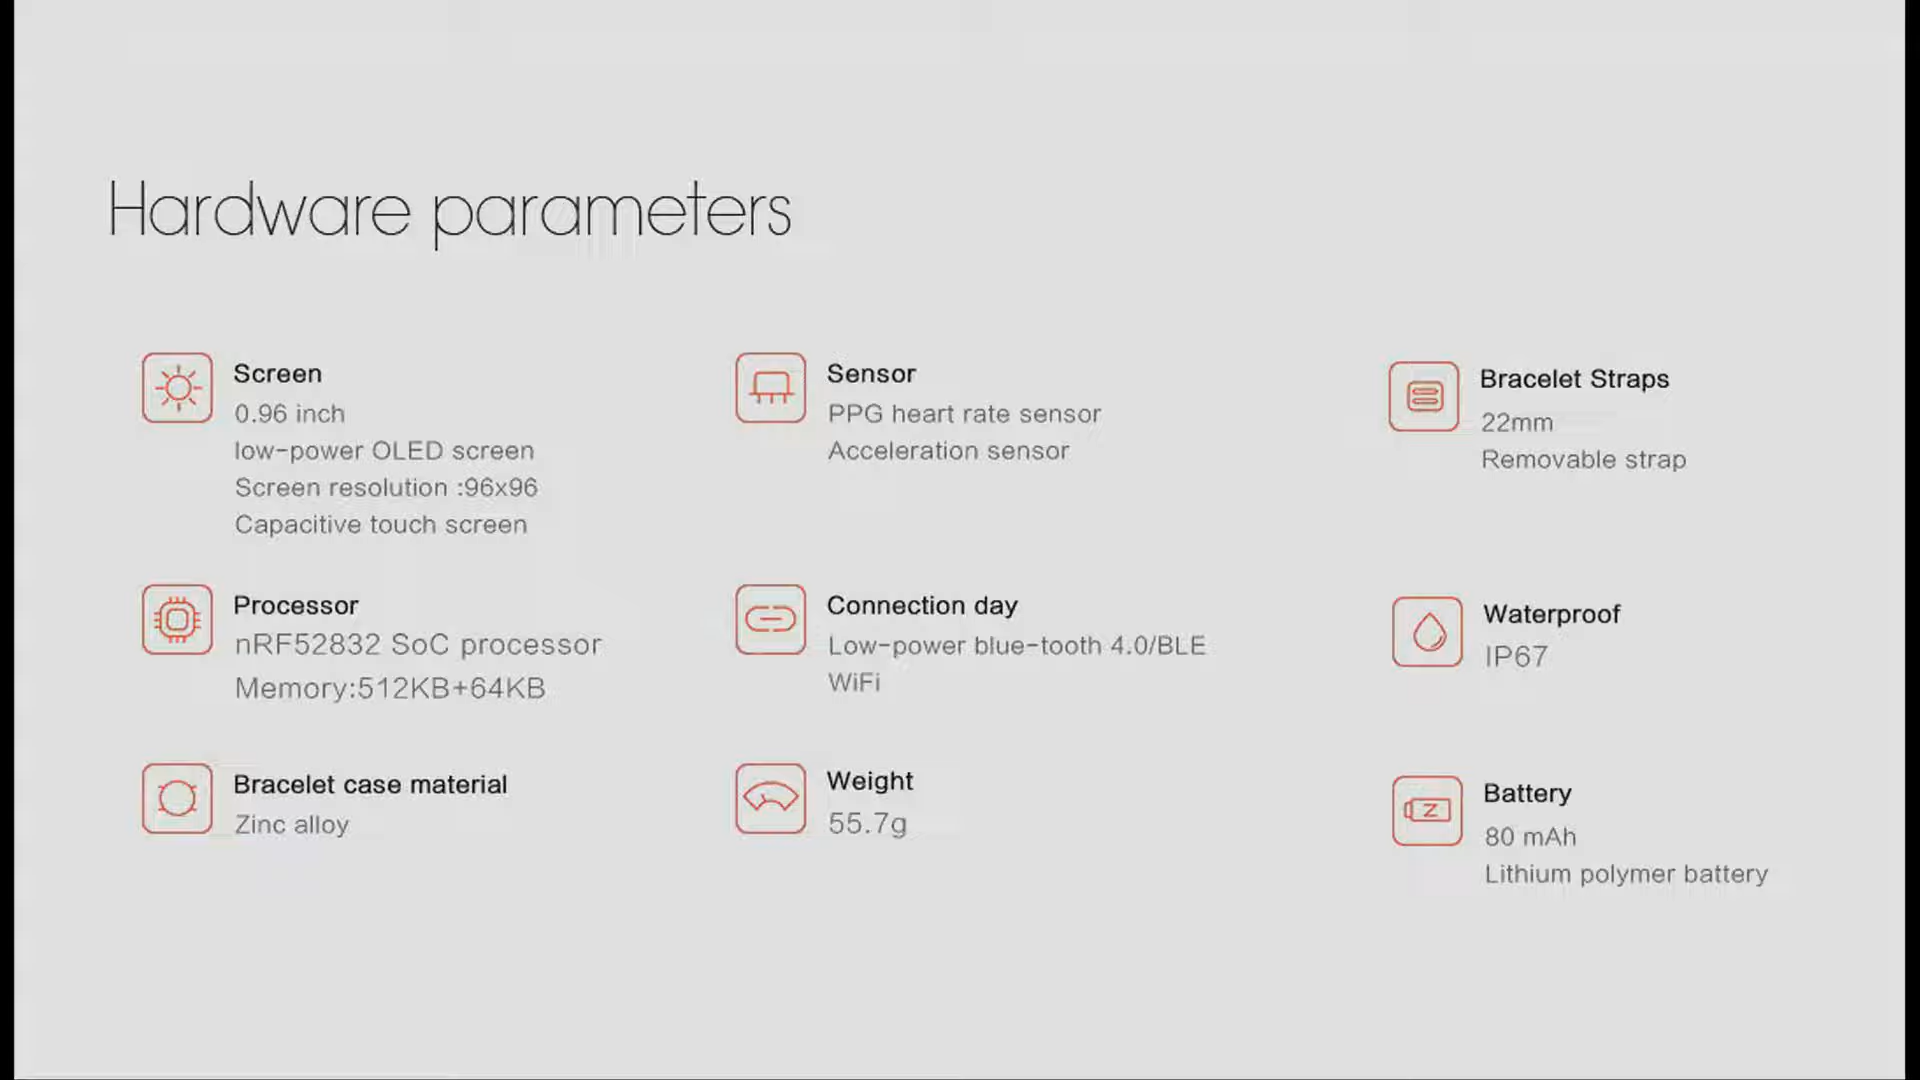 Hardware parameters
Screen
0.96 inch
low-power OLED screen
Screen resolution :96x96
Capacitive touch screen
Sensor
PPG heart rate sensor
Acceleration sensor
Bracelet Straps
22mm
Removable strap
Processor
nRF52832 SoC processor
Memory:512KB+64KB
Connection day
Low-power blue-tooth 4.0/BLE
WiFi
Waterproof
IP67
Bracelet case material
Zinc alloy
Weight
55.7g
Battery
80 mAh
Lithium polymer battery